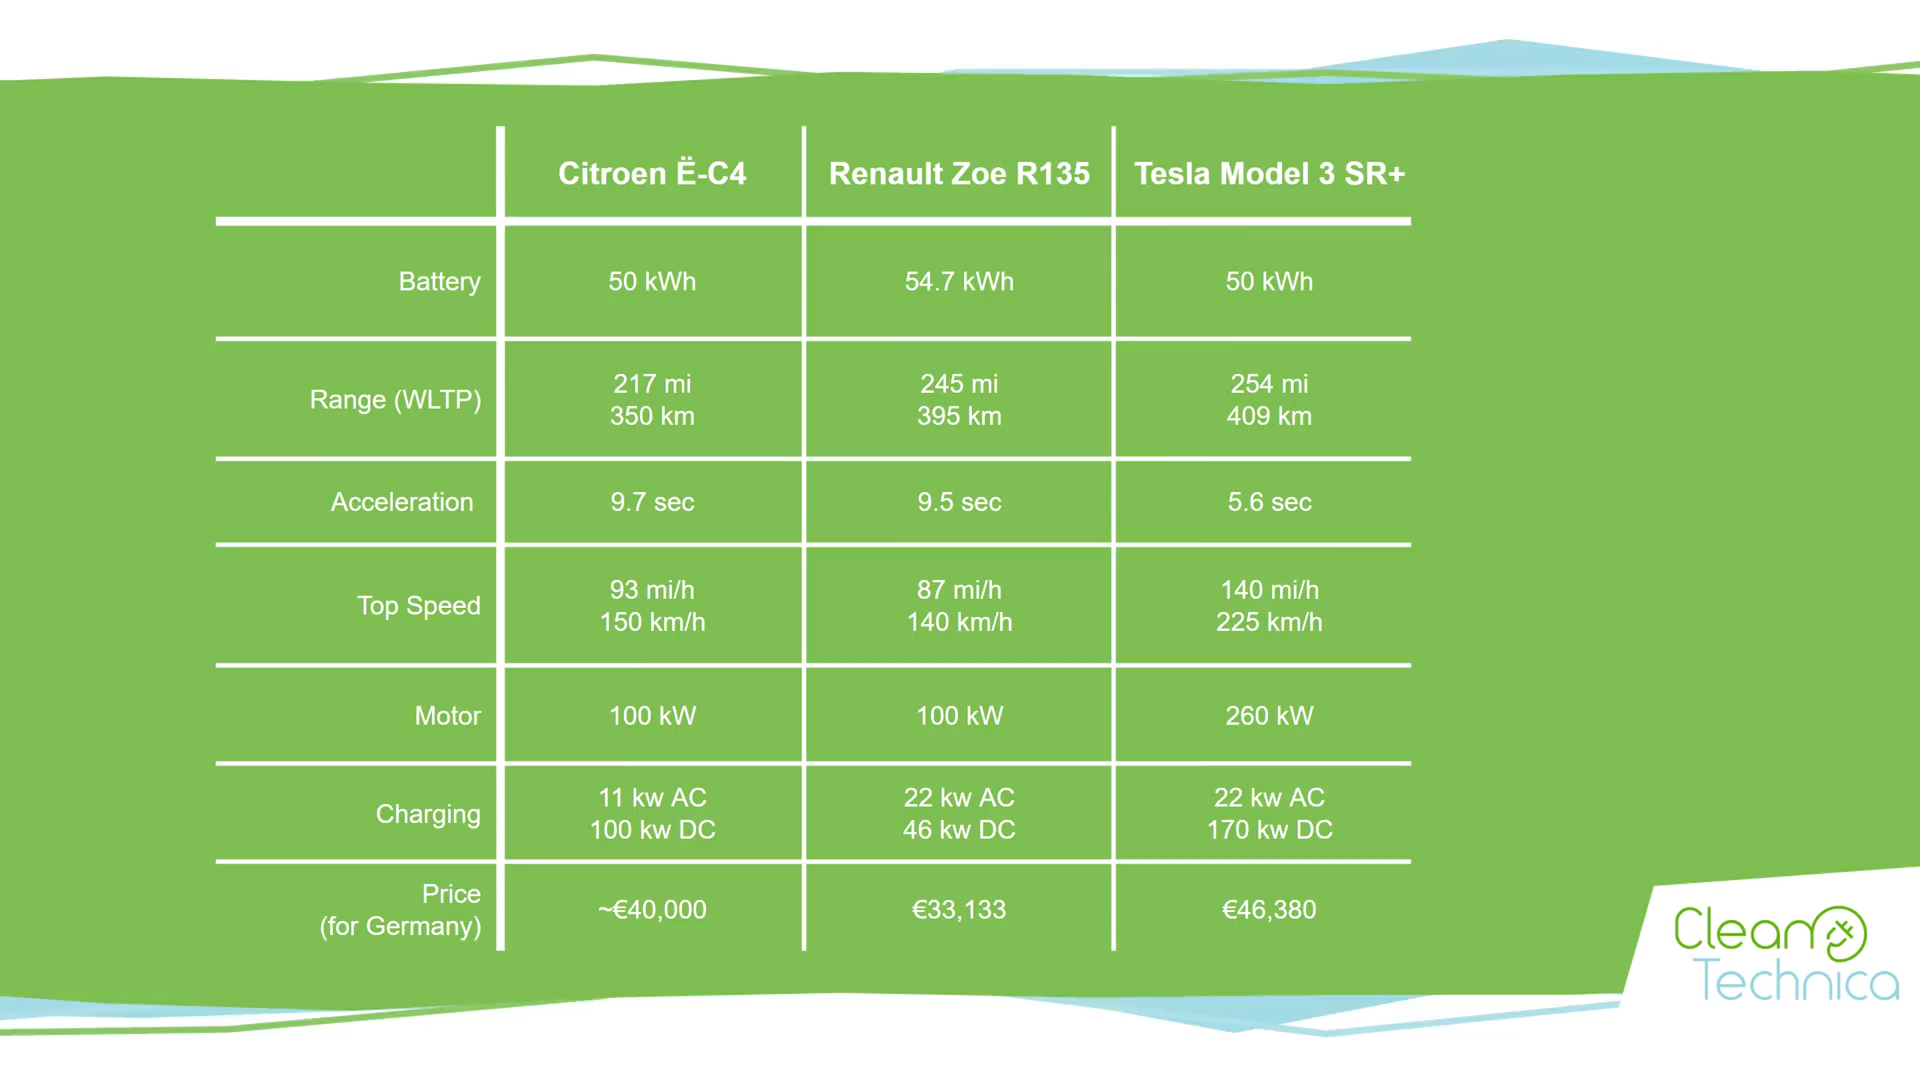 Citroen Ë-C4 Renault Zoe R135 Tesla Model 3 SR+
Battery 50 kWh 54.7 kWh 50 kWh
Range (WLTP) 217 mi 245 mi 254 mi
350 km 395 km 409 km
Acceleration 9.7 sec 9.5 sec 5.6 sec
Top Speed 93 mi/h 87 mi/h 140 mi/h
150 km/h 140 km/h 225 km/h
Motor 100 kW 100 kW 260 kW
Charging 11 kw AC 22 kw AC 22 kw AC
100 kw DC 46 kw DC 170 kw DC
Price
(for Germany) ~€40,000 €33,133 €46,380
Clean
Technica